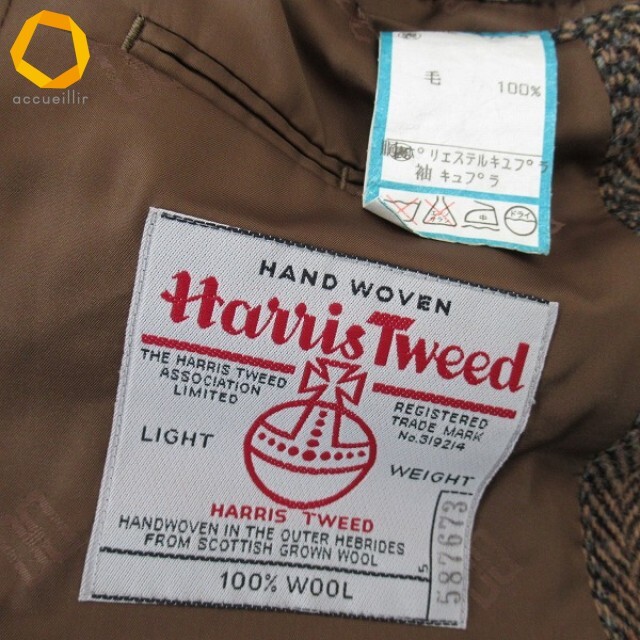 accueillir
毛 100%
ポリエステルキュプラ
袖 キュプラ
ドライ
HAND WOVEN
Harris Tweed
THE HARRIS TWEED
ASSOCIATION
LIMITED
REGISTERED
TRADE MARK
No.319214
LIGHT WEIGHT
HARRIS TWEED
HANDWOVEN IN THE OUTER HEBRIDES
FROM SCOTTISH GROWN WOOL
100% WOOL
5
587673